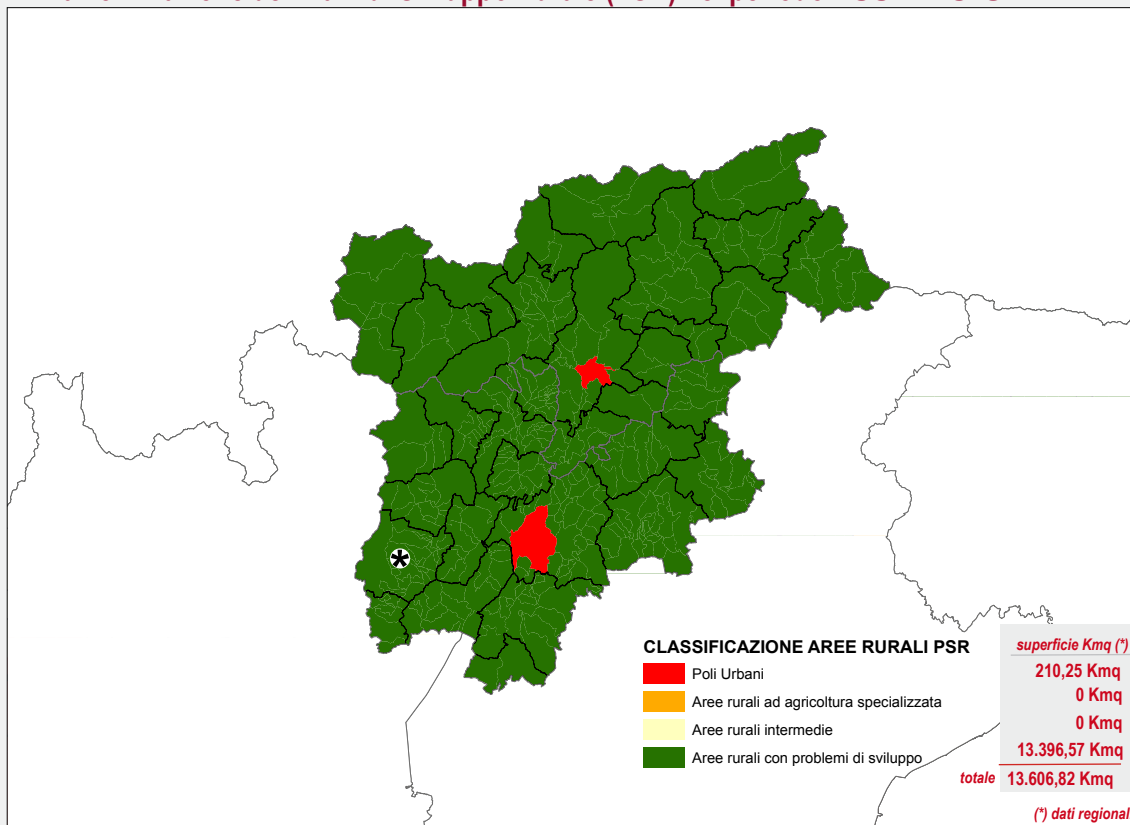 CLASSIFICAZIONE AREE RURALI PSR
superficie Kmq (*)
Poli Urbani
210,25 Kmq
Aree rurali ad agricoltura specializzata
0 Kmq
Aree rurali intermedie
0 Kmq
Aree rurali con problemi di sviluppo
13.396,57 Kmq
totale 13.606,82 Kmq
(*) dati regional
*